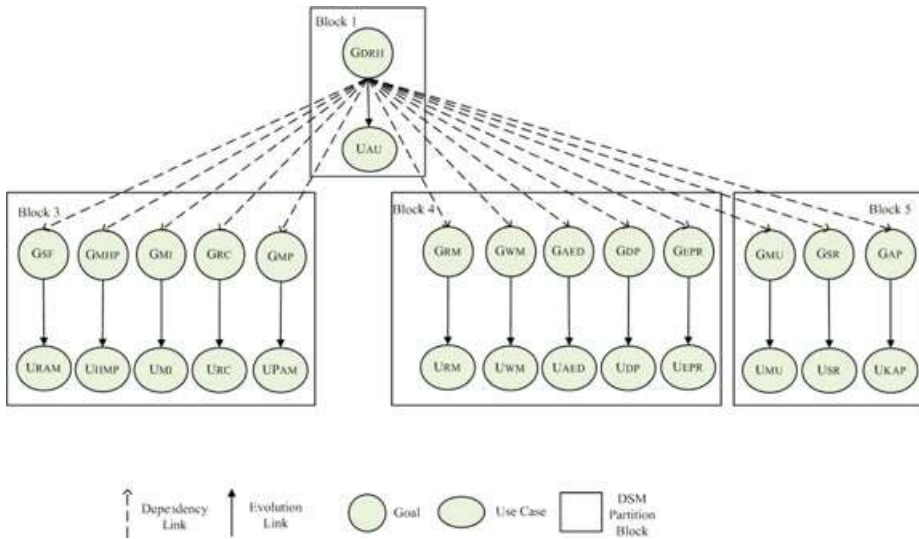 Block 1
GDRH
UAU
Block 3
Block 4
Block 5
GSF GMHP GMI GRC GMP
GRM GWM GAED GDP GEPR
GMU GSR GAP
URAM UHMP UMI URC UPAM
URM UWM UAED UDP UEPR
UMU USR UKAP
Dependency
Link
Evolution
Link
Goal
Use Case
DSM
Partition
Block